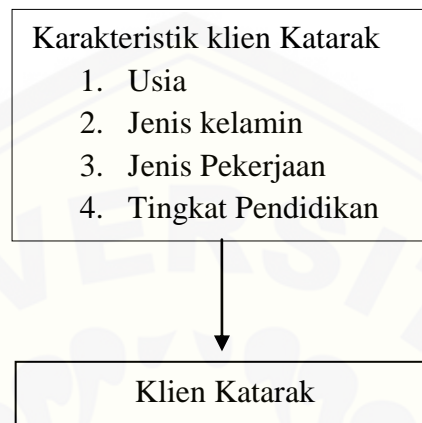 Karakteristik klien Katarak
1. Usia
2. Jenis kelamin
3. Jenis Pekerjaan
4. Tingkat Pendidikan
Klien Katarak